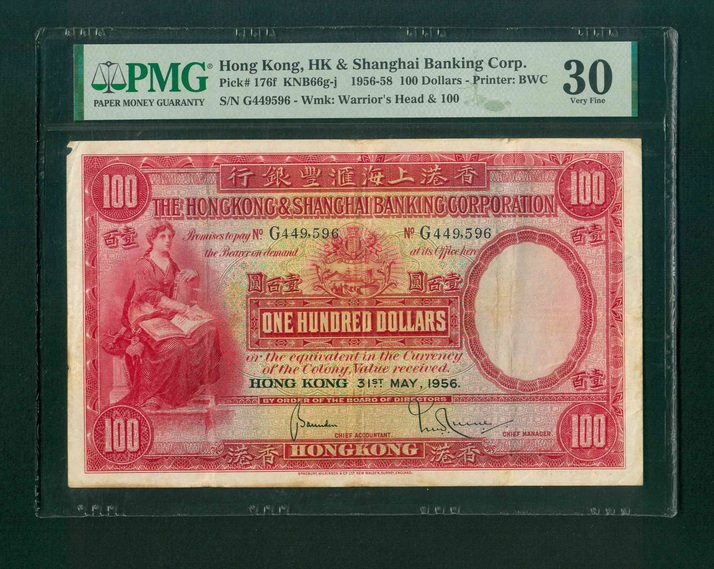 PMG
PAPER MONEY GUARANTY
Hong Kong, HK & Shanghai Banking Corp.
Pick# 176f KNB66g-j 1956-58 100 Dollars - Printer: BWC
S/N G449596 - Wmk: Warrior's Head & 100
30
Very Fine
行銀豐滙海上港香
100 100
THE HONGKONG & SHANGHAI BANKING CORPORATION
百壹
Promises to pay Nº G449,596 Nº G449,596
the Bearer on demand at its Office here
圓百壹 圓百壹
ONE HUNDRED DOLLARS
or the equivalent in the Currency
of the Colony, Value received.
百壹
HONG KONG 31ST MAY, 1956.
BY ORDER OF THE BOARD OF DIRECTORS
CHIEF ACCOUNTANT CHIEF MANAGER
100 100
港香 HONGKONG 港香